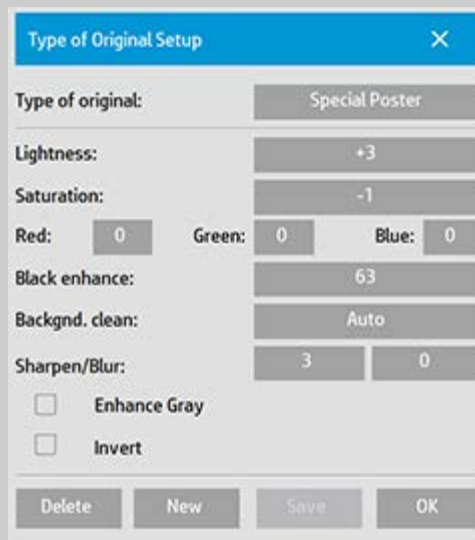 Type of Original Setup
Type of original: Special Poster
Lightness: +3
Saturation: -1
Red: 0 Green: 0 Blue: 0
Black enhance: 63
Backgnd. clean: Auto
Sharpen/Blur: 3 0
Enhance Gray
Invert
Delete New Save OK